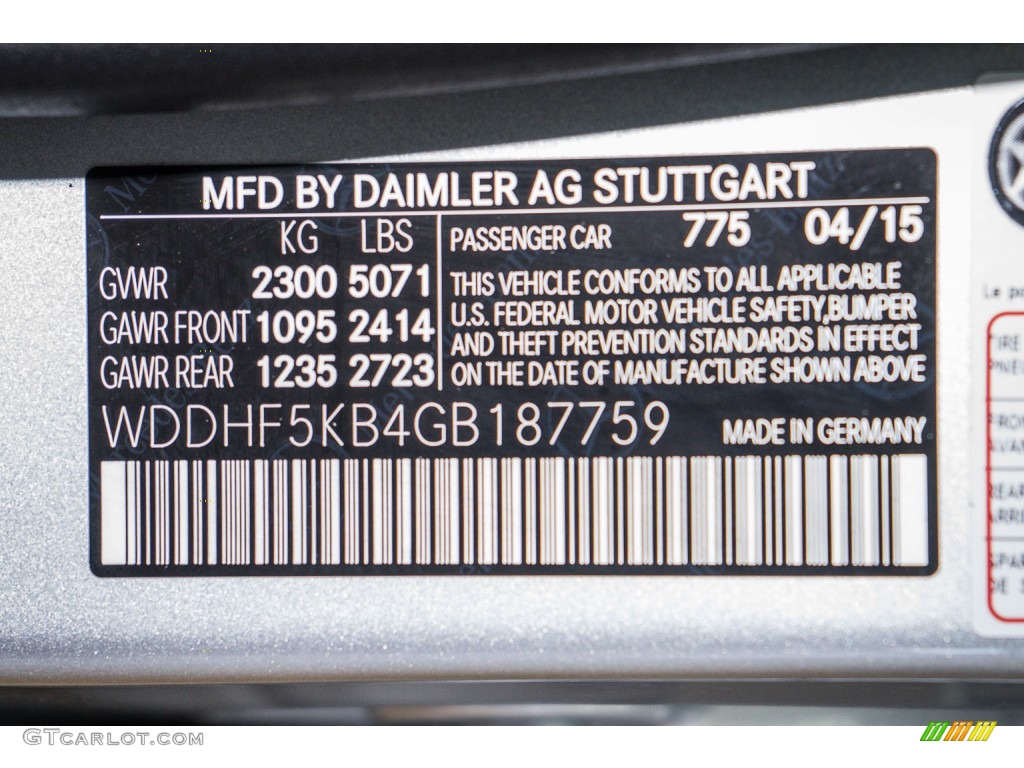 MFD BY DAIMLER AG STUTTGART
KG LBS
GVWR 2300 5071
GAWR FRONT 1095 2414
GAWR REAR 1235 2723
PASSENGER CAR 775 04/15
THIS VEHICLE CONFORMS TO ALL APPLICABLE
U.S. FEDERAL MOTOR VEHICLE SAFETY,BUMPER
AND THEFT PREVENTION STANDARDS IN EFFECT
ON THE DATE OF MANUFACTURE SHOWN ABOVE
WDDHF5KB4GB187759 MADE IN GERMANY
Le
GTCARLOT.COM